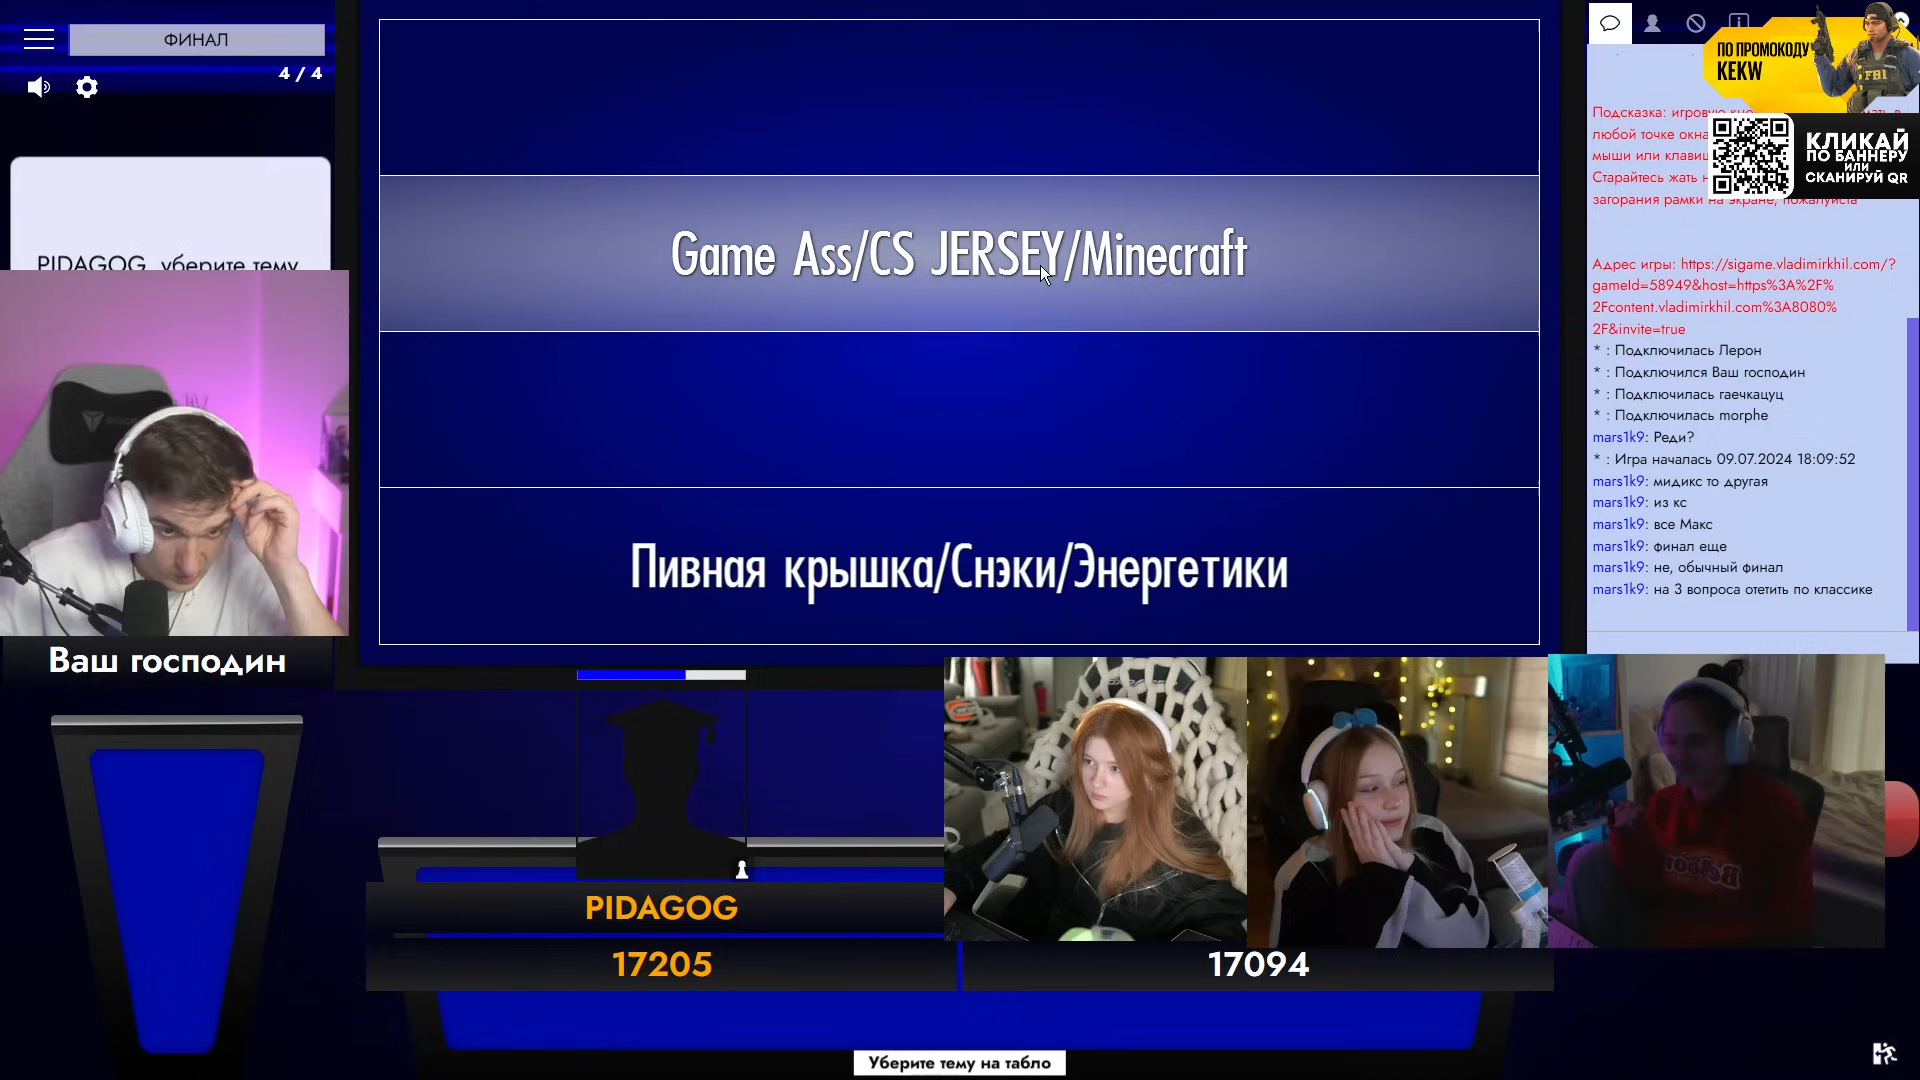 ФИНАЛ
4 / 4
PIDAGOG, уберите тему
Game Ass/CS JERSEY/Minecraft
Пивная крышка/Снэки/Энергетики
ПО ПРОМОКОДУ
KEKW
FBI
КЛИКАЙ
ПО БАННЕРУ
ИЛИ
СКАНИРУЙ QR
Подсказка: игровую
любой точке окна
мыши или
Старайтесь жать
загорания рамки на экране, пожалуйста
Адрес игры: https://sigame.vladimirkhil.com/?
gameId=58949&host=https%3A%2F%
2Fcontent.vladimirkhil.com%3A8080%
2F&invite=true
* : Подключилась Лерон
* : Подключился Ваш господин
* : Подключилась гаечкацуц
* : Подключилась morphe
mars1k9: Реди?
* : Игра началась 09.07.2024 18:09:52
mars1k9: мидикс то другая
mars1k9: из кс
mars1k9: все Макс
mars1k9: финал еще
mars1k9: не, обычный финал
mars1k9: на 3 вопроса отетить по классике
Ваш господин
PIDAGOG
17205
17094
Уберите тему на табло